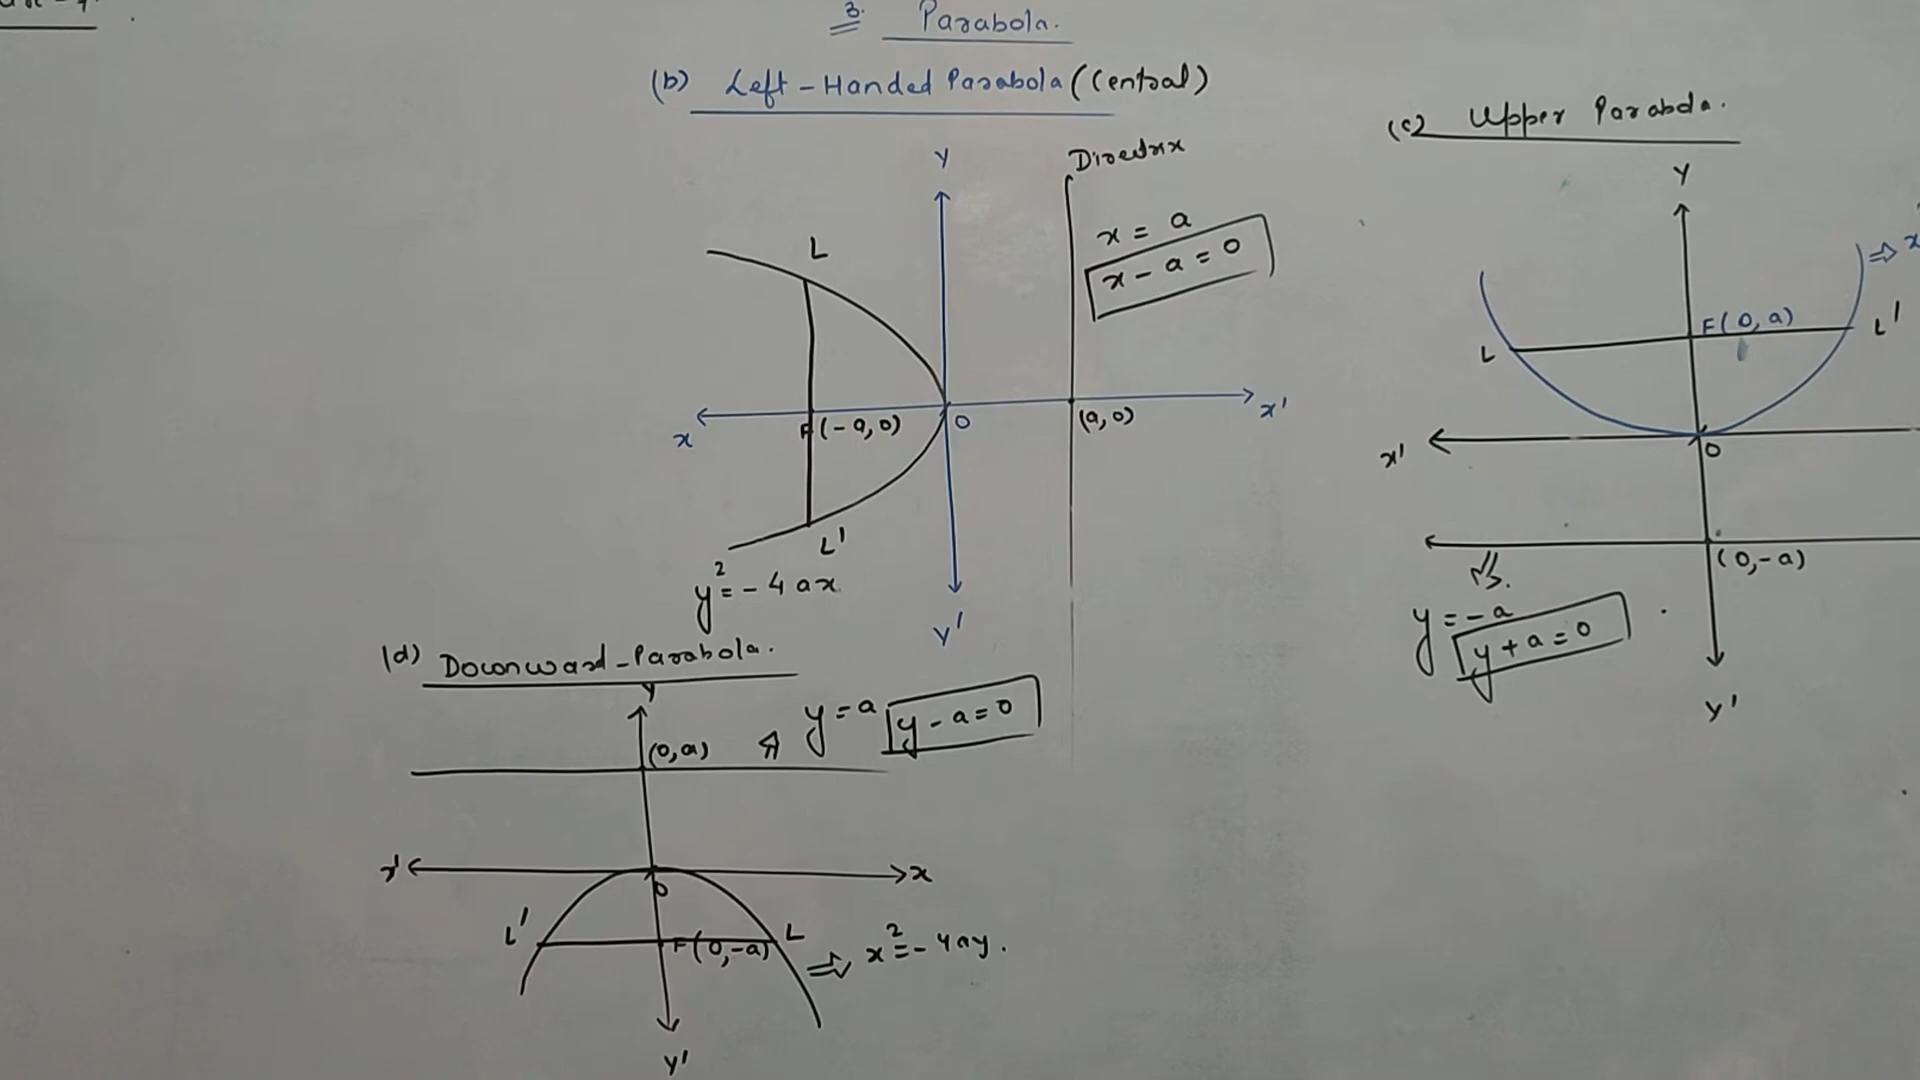 3. Parabola.
(b) Left-Handed Parabola (Central)
Y
Directrix
x = a
x - a = 0
L
x
F(-a,0)
O
(a,0)
x'
L'
y²=-4ax
Y'
(c) Upper Parabola.
Y
⇒ x
F(0,a)
L
L'
x'
O
(0,-a)
y=-a
y+a=0
Y'
(d) Downward-Parabola.
Y
(0,a)
y=a
y-a=0
x'
x
O
L'
F(0,-a)
L
⇒ x²=-4ay.
Y'